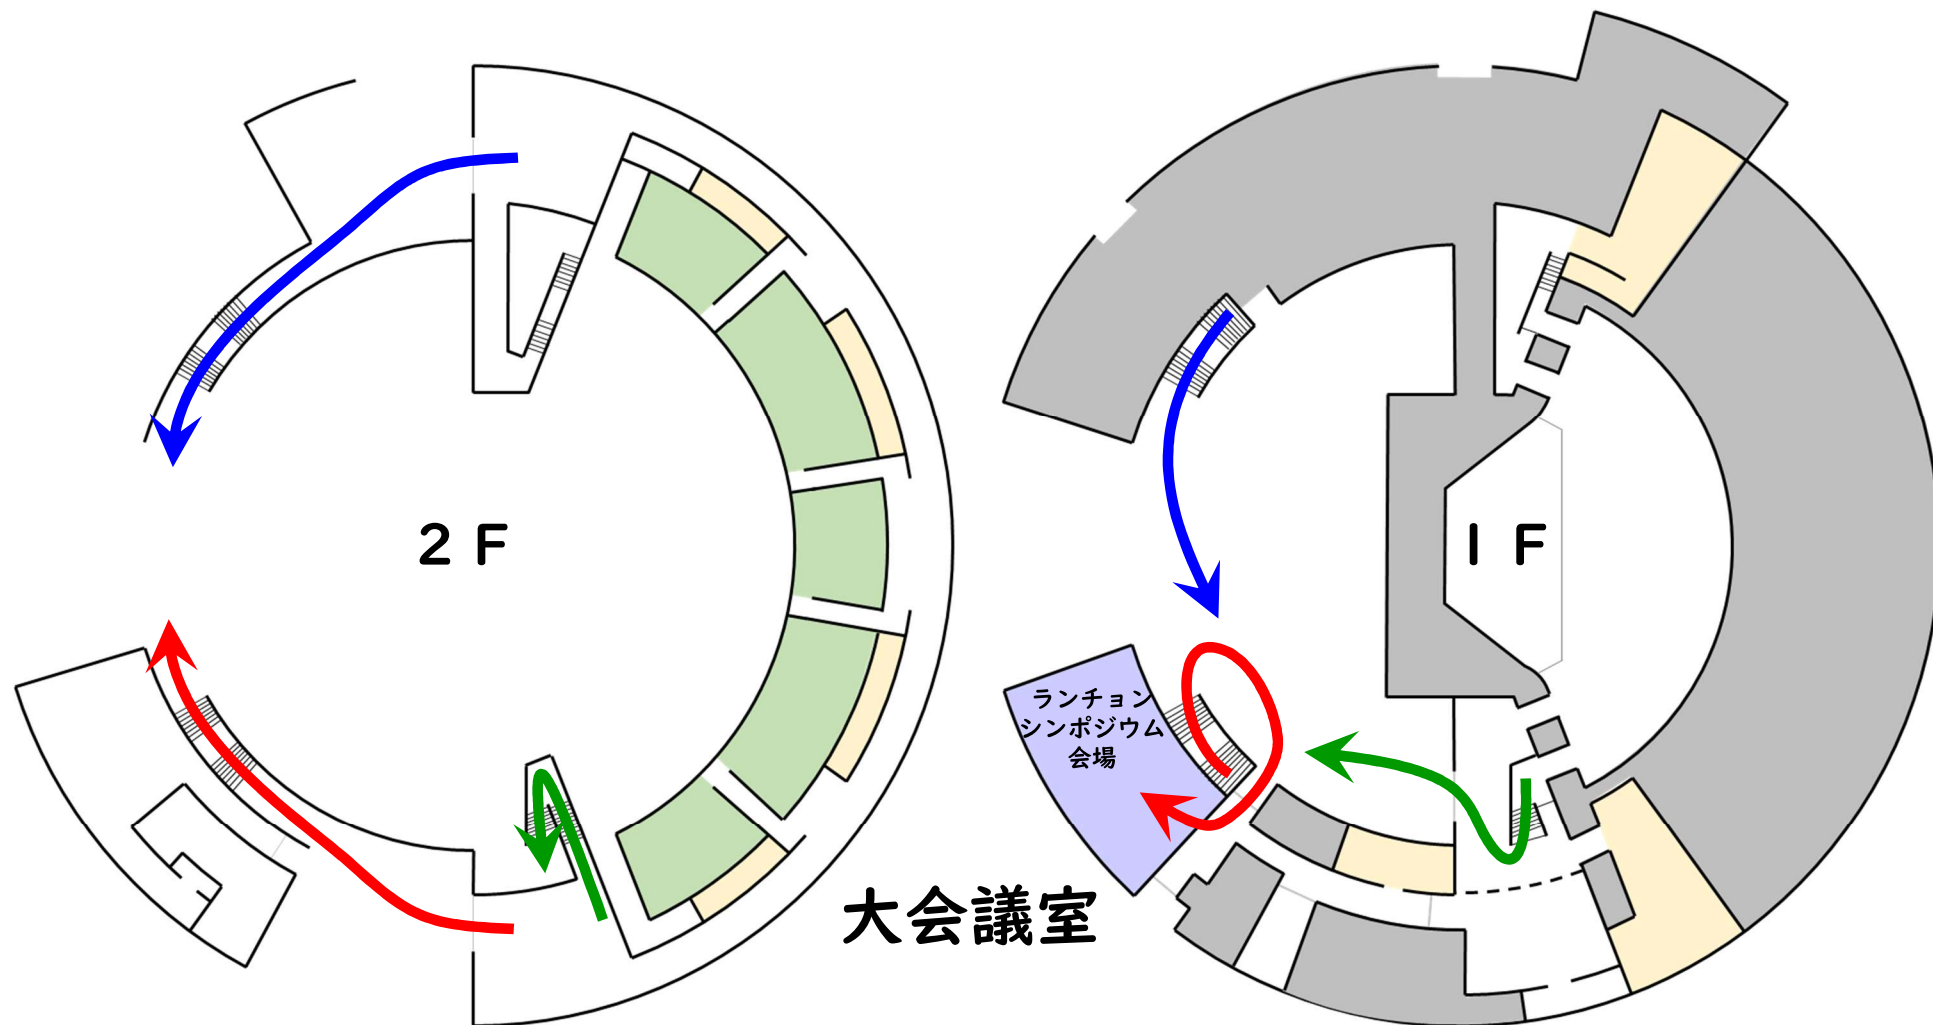 ２Ｆ
１Ｆ
ランチョン
シンポジウム
会場
大会議室